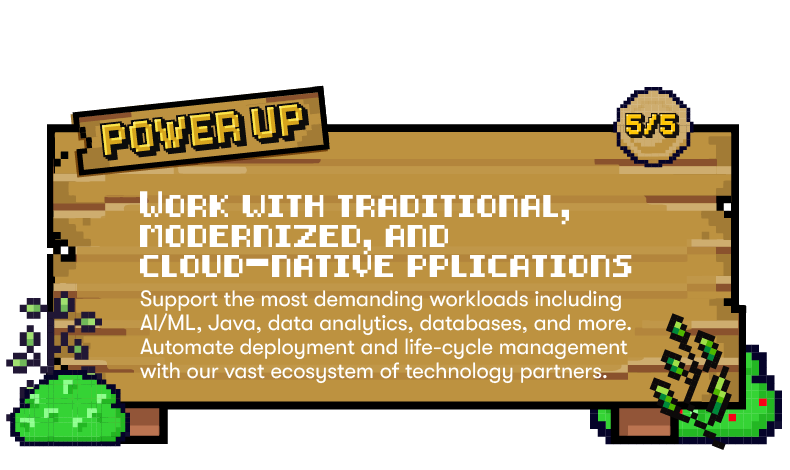 POWER UP
5/5
WORK WITH TRADITIONAL,
MODERNIZED, AND
CLOUD-NATIVE PPLICATIONS
Support the most demanding workloads including
AI/ML, Java, data analytics, databases, and more.
Automate deployment and life-cycle management
with our vast ecosystem of technology partners.